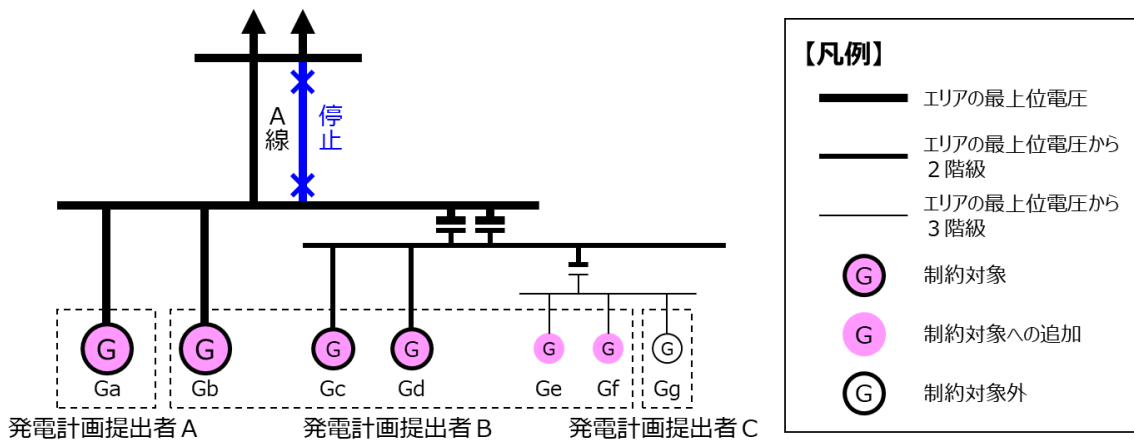 A線
停止
G
G
G
G
G
G
G
Ga
Gb
Gc
Gd
Ge
Gf
Gg
発電計画提出者A
発電計画提出者B
発電計画提出者C
【凡例】
エリアの最上位電圧
エリアの最上位電圧から
2階級
エリアの最上位電圧から
3階級
G
制約対象
G
制約対象への追加
G
制約対象外